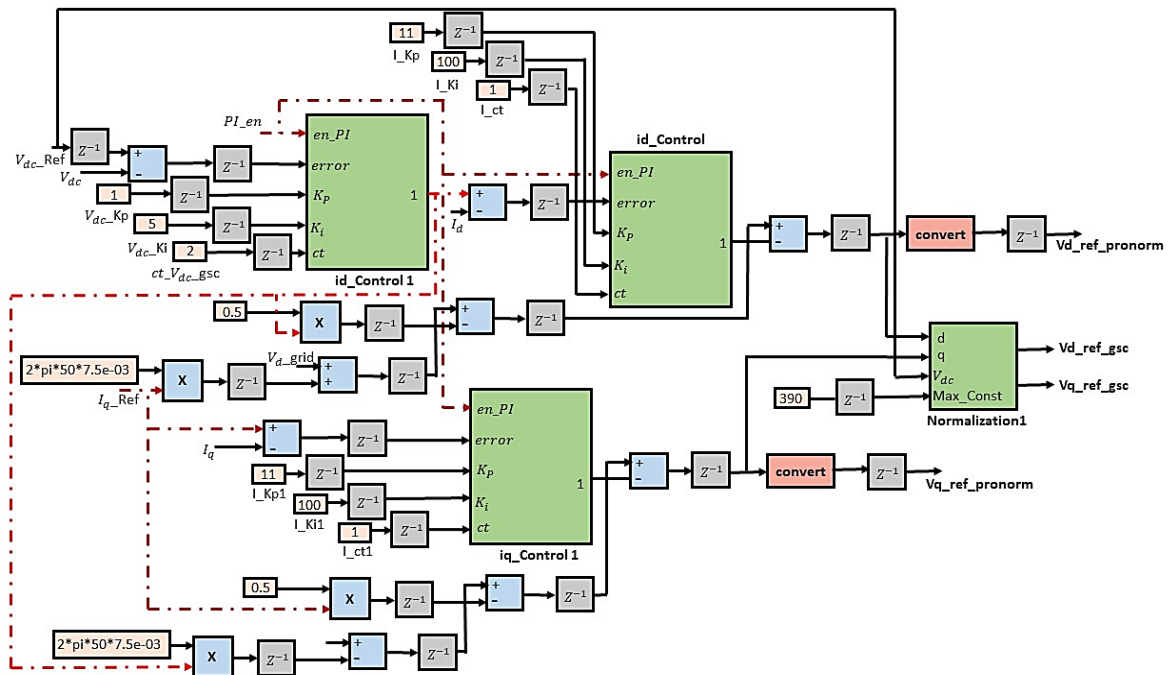 11
Z⁻¹
I_Kp
100
Z⁻¹
I_Ki
1
Z⁻¹
I_ct
PI_en
V_dc_Ref
Z⁻¹
+
-
V_dc
Z⁻¹
1
Z⁻¹
V_dc_Kp
5
Z⁻¹
V_dc_Ki
2
Z⁻¹
ct_V_dc_gsc
en_PI
error
K_P
1
K_i
ct
id_Control 1
+
-
I_d
Z⁻¹
id_Control
en_PI
error
K_P
1
K_i
ct
+
-
Z⁻¹
convert
Z⁻¹
Vd_ref_pronorm
0.5
X
Z⁻¹
+
-
Z⁻¹
2*pi*50*7.5e-03
X
Z⁻¹
I_q_Ref
V_d_grid
+
+
Z⁻¹
d
q
V_dc
Max_Const
Vd_ref_gsc
Vq_ref_gsc
390
Z⁻¹
Normalization1
+
-
I_q
Z⁻¹
11
Z⁻¹
I_Kp1
100
Z⁻¹
I_Ki1
1
Z⁻¹
I_ct1
en_PI
error
K_P
1
K_i
ct
iq_Control 1
+
-
Z⁻¹
convert
Z⁻¹
Vq_ref_pronorm
0.5
X
Z⁻¹
+
-
Z⁻¹
2*pi*50*7.5e-03
X
Z⁻¹
+
-
Z⁻¹